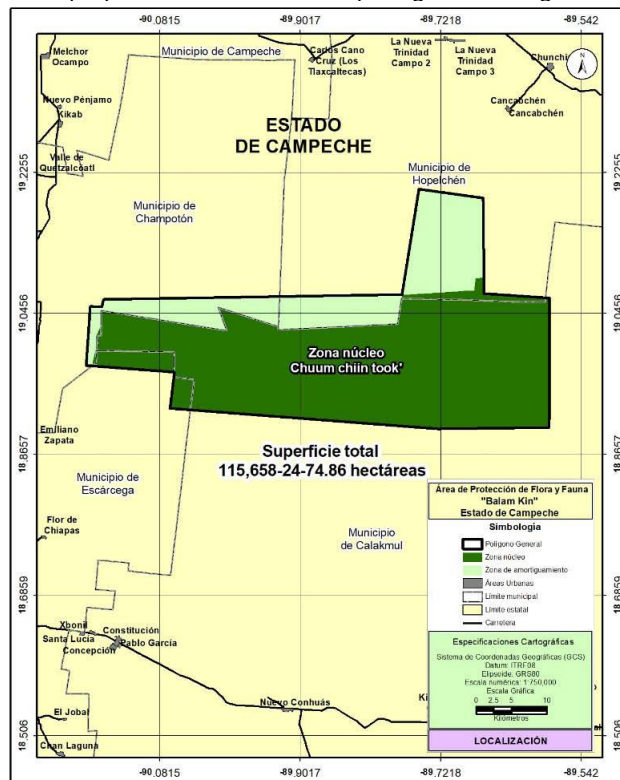 -90.0815 -89.9017 -89.7218 -89.542
Melchor
Ocampo
Municipio de Campeche
Carlos Cano
Cruz (Los
Tlaxcaltecas)
La Nueva
Trinidad
Campo 2
La Nueva
Trinidad
Campo 3
Chunchi
N
Nuevo Pénjamo
Kikab
Cancabchén
Cancabchén
ESTADO
DE CAMPECHE
Valle de
Quetzalcoatl
19.2255
19.2255
Municipio de
Hopelchén
Municipio de
Champotón
19.0456
19.0456
Zona núcleo
Chuum chiin took'
Emiliano
Zapata
18.8657
18.8657
Superficie total
115,658-24-74.86 hectáreas
Municipio de
Escárcega
Municipio
de Calakmul
Flor de
Chiapas
18.6859
18.6859
Xbonil
Santa Lucía
Constitución
Concepción
Pablo García
Nuevo Conhuás
El Jobal
18.506
18.506
Chan Laguna
Área de Protección de Flora y Fauna
"Balam Kin"
Estado de Campeche
Simbología
Polígono General
Zona núcleo
Zona de amortiguamiento
Áreas Urbanas
Límite municipal
Límite estatal
Carretera
Especificaciones Cartográficas
Sistema de Coordenadas Geográficas (GCS)
Datum: ITRF08
Elipsoide: GRS80
Escala numérica: 1:750,000
Escala Gráfica
0 2.5 5 10
Kilómetros
LOCALIZACIÓN
-90.0815 -89.9017 -89.7218 -89.542